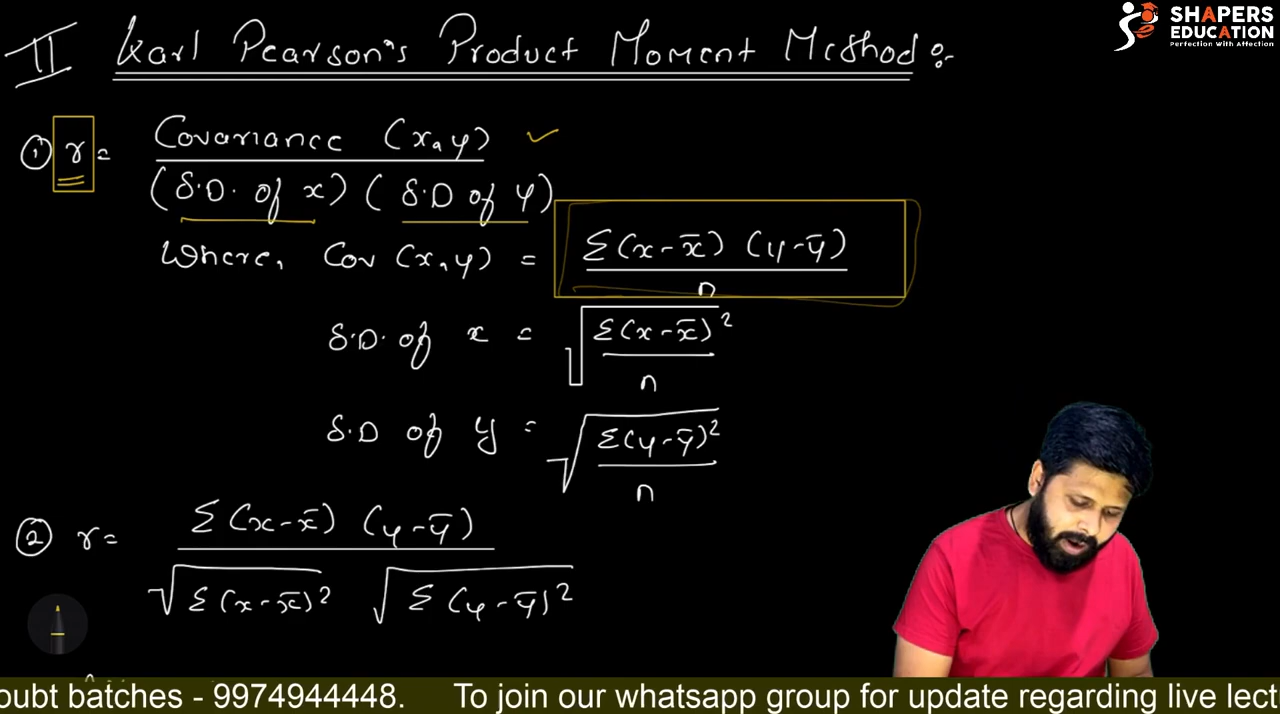 SHAPERS
EDUCATION
Perfection With Affection
II Karl Pearson's Product Moment Method :-
① r = Covariance (x, y)
(S.D. of x) (S.D of y)
Where, Cov (x, y) = Σ(x-x̄) (y-ȳ)
n
S.D. of x = √Σ(x-x̄)²
n
S.D of y = √Σ(y-ȳ)²
n
② r = Σ(x-x̄) (y-ȳ)
√Σ(x-x̄)² √Σ(y-ȳ)²
oubt batches - 9974944448. To join our whatsapp group for update regarding live lect